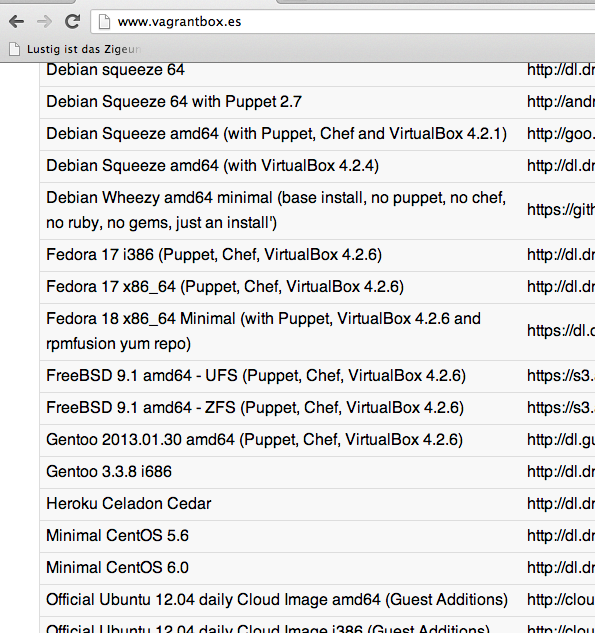 www.vagrantbox.es
Lustig ist das
Debian squeeze 64 http://dl.dr
Debian Squeeze 64 with Puppet 2.7 http://andr
Debian Squeeze amd64 (with Puppet, Chef and VirtualBox 4.2.1) http://goo.
Debian Squeeze amd64 (with VirtualBox 4.2.4) http://dl.dr
Debian Wheezy amd64 minimal (base install, no puppet, no chef,
no ruby, no gems, just an install') https://gith
Fedora 17 i386 (Puppet, Chef, VirtualBox 4.2.6) http://dl.dr
Fedora 17 x86_64 (Puppet, Chef, VirtualBox 4.2.6) http://dl.dr
Fedora 18 x86_64 Minimal (with Puppet, VirtualBox 4.2.6 and
rpmfusion yum repo) https://dl.d
FreeBSD 9.1 amd64 - UFS (Puppet, Chef, VirtualBox 4.2.6) https://s3.
FreeBSD 9.1 amd64 - ZFS (Puppet, Chef, VirtualBox 4.2.6) https://s3.
Gentoo 2013.01.30 amd64 (Puppet, Chef, VirtualBox 4.2.6) http://dl.gu
Gentoo 3.3.8 i686 http://dl.dr
Heroku Celadon Cedar http://dl.dr
Minimal CentOS 5.6 http://dl.dr
Minimal CentOS 6.0 http://dl.dr
Official Ubuntu 12.04 daily Cloud Image amd64 (Guest Additions) http://clou
Official Ubuntu 12.04 daily Cloud Image i386 (Guest Additions) http://clou